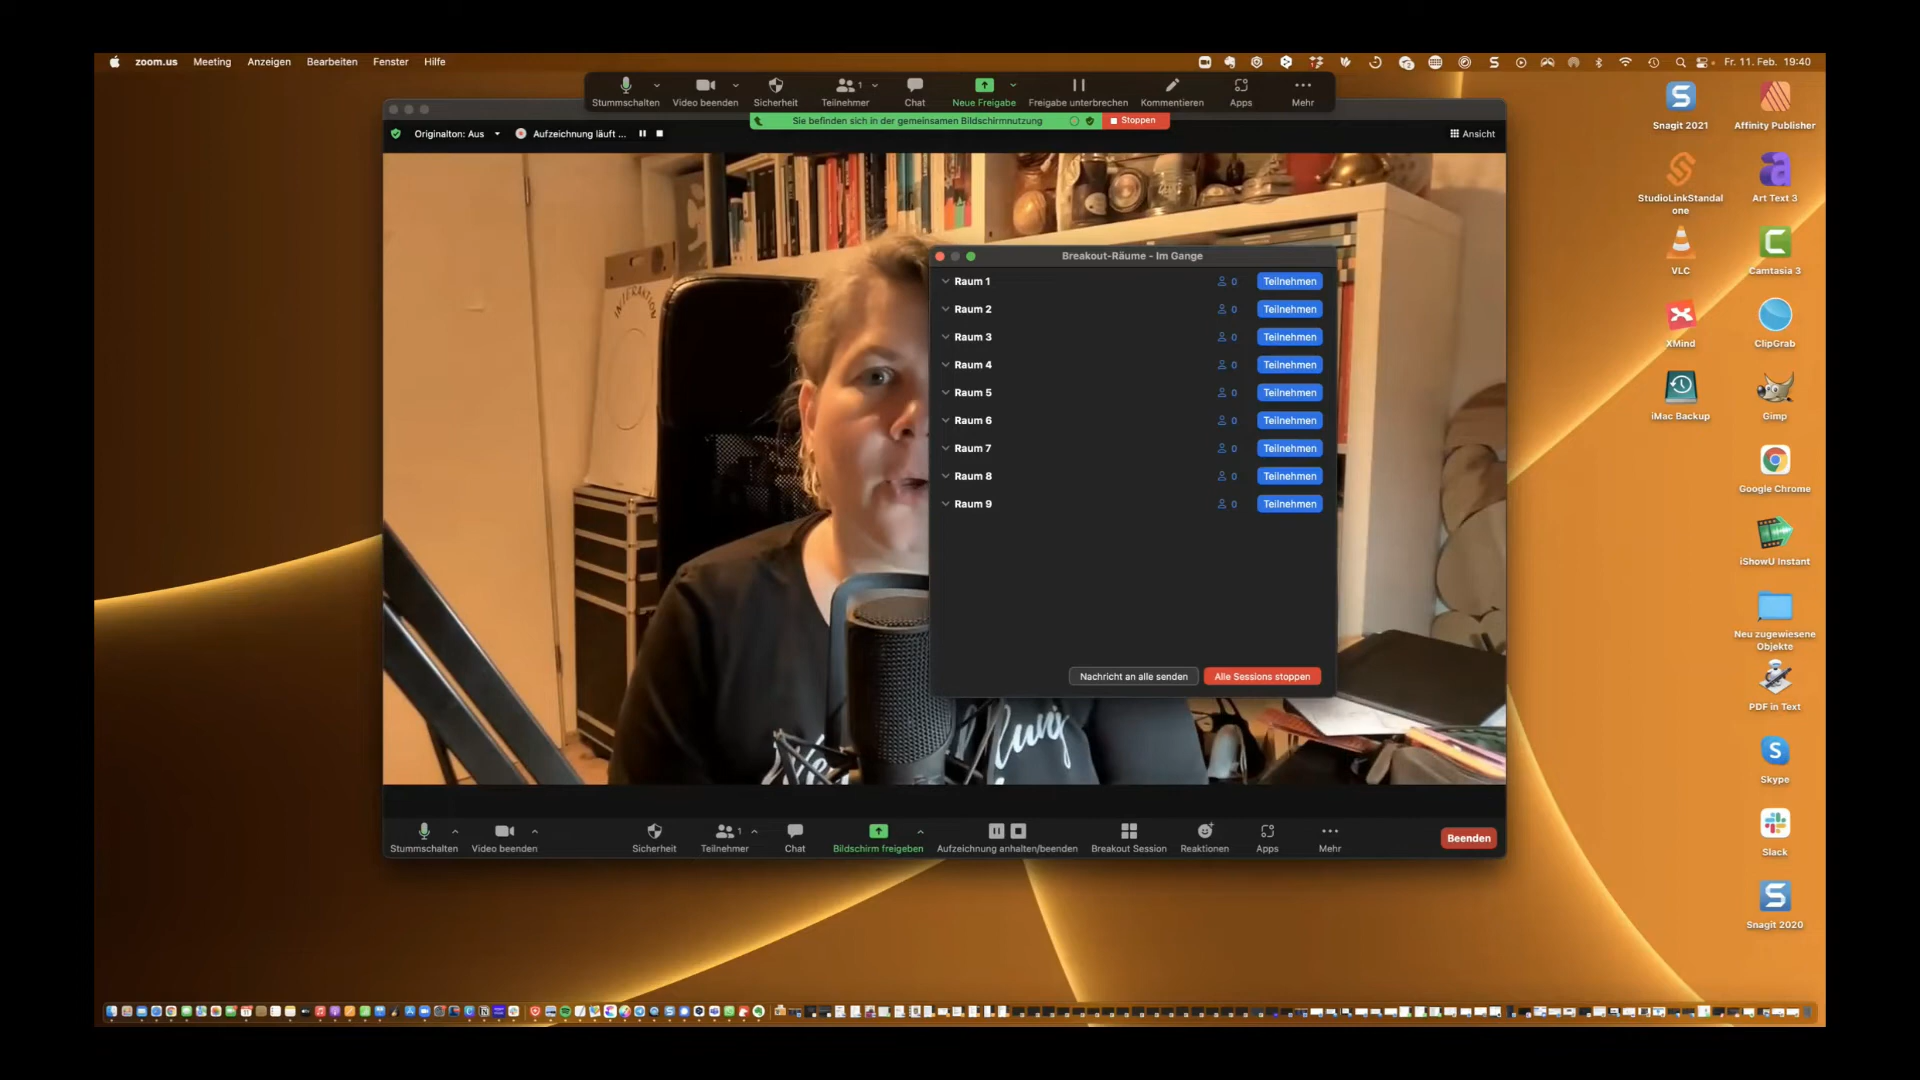 zoom.us Meeting Anzeigen Bearbeiten Fenster Hilfe
Fr. 11. Feb. 19:40
Stummschalten Video beenden Sicherheit Teilnehmer 1 Chat Neue Freigabe Freigabe unterbrechen Kommentieren Apps Mehr
Sie befinden sich in der gemeinsamen Bildschirmnutzung Stoppen
Originalton: Aus Aufzeichnung läuft ... Ansicht
INTERAKTION
Breakout-Räume - Im Gange
Raum 1 0 Teilnehmen
Raum 2 0 Teilnehmen
Raum 3 0 Teilnehmen
Raum 4 0 Teilnehmen
Raum 5 0 Teilnehmen
Raum 6 0 Teilnehmen
Raum 7 0 Teilnehmen
Raum 8 0 Teilnehmen
Raum 9 0 Teilnehmen
Nachricht an alle senden Alle Sessions stoppen
Stummschalten Video beenden Sicherheit Teilnehmer 1 Chat Bildschirm freigeben Aufzeichnung anhalten/beenden Breakout Session Reaktionen Apps Mehr Beenden
Snagit 2021 Affinity Publisher
StudioLinkStandal
one
Art Text 3
VLC Camtasia 3
XMind ClipGrab
iMac Backup Gimp
Google Chrome
iShowU Instant
Neu zugewiesene
Objekte
PDF in Text
Skype
Slack
Snagit 2020